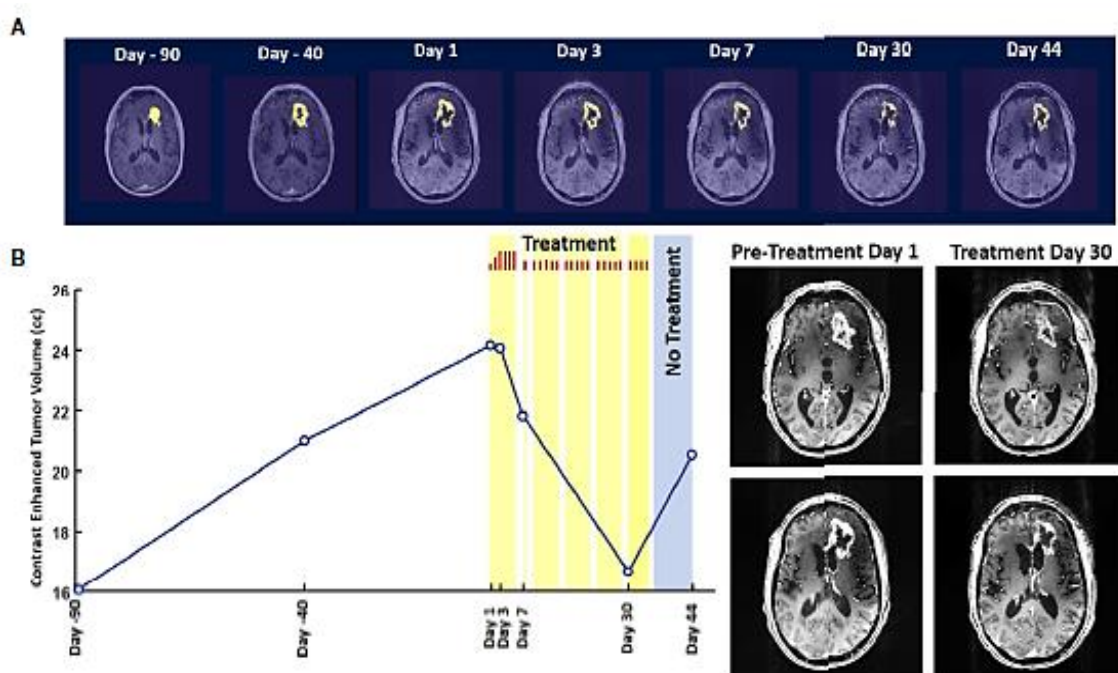 A
Day - 90 Day - 40 Day 1 Day 3 Day 7 Day 30 Day 44
B
Treatment
No Treatment
Contrast Enhanced Tumor Volume (cc)
26
24
22
20
18
16
Day -90 Day -40 Day 1 Day 3 Day 7 Day 30 Day 44
Pre-Treatment Day 1 Treatment Day 30